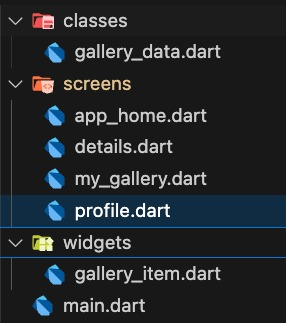 classes
gallery_data.dart
screens
app_home.dart
details.dart
my_gallery.dart
profile.dart
widgets
gallery_item.dart
main.dart